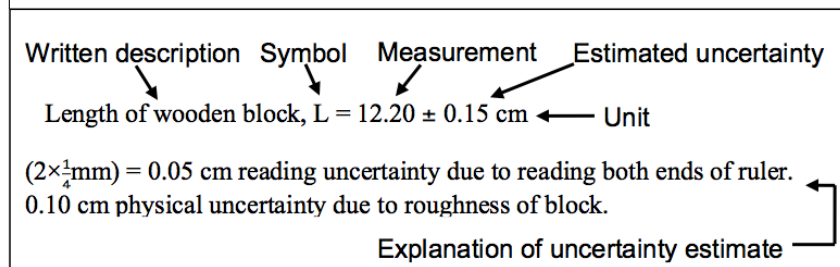 Written description Symbol Measurement Estimated uncertainty
Length of wooden block, L = 12.20 ± 0.15 cm Unit
(2×¼mm) = 0.05 cm reading uncertainty due to reading both ends of ruler.
0.10 cm physical uncertainty due to roughness of block.
Explanation of uncertainty estimate